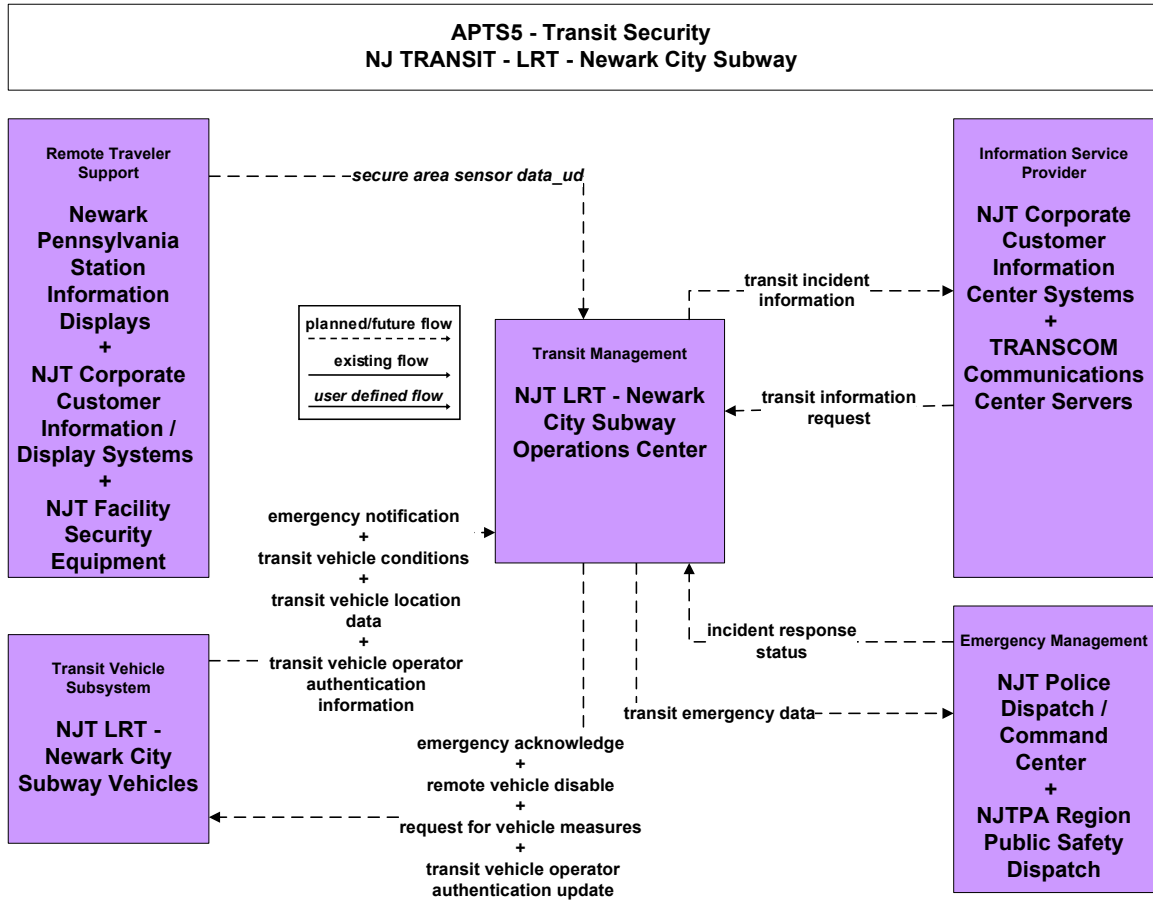 APTS5 - Transit Security
NJ TRANSIT - LRT - Newark City Subway
Remote Traveler
Support
Newark
Pennsylvania
Station
Information
Displays
+
NJT Corporate
Customer
Information /
Display Systems
+
NJT Facility
Security
Equipment
secure area sensor data_ud
planned/future flow
existing flow
user defined flow
Transit Management
NJT LRT - Newark
City Subway
Operations Center
transit incident
information
transit information
request
Information Service
Provider
NJT Corporate
Customer
Information
Center Systems
+
TRANSCOM
Communications
Center Servers
emergency notification
+
transit vehicle conditions
+
transit vehicle location
data
+
transit vehicle operator
authentication
information
Transit Vehicle
Subsystem
NJT LRT -
Newark City
Subway Vehicles
incident response
status
transit emergency data
emergency acknowledge
+
remote vehicle disable
+
request for vehicle measures
+
transit vehicle operator
authentication update
Emergency Management
NJT Police
Dispatch /
Command
Center
+
NJTPA Region
Public Safety
Dispatch